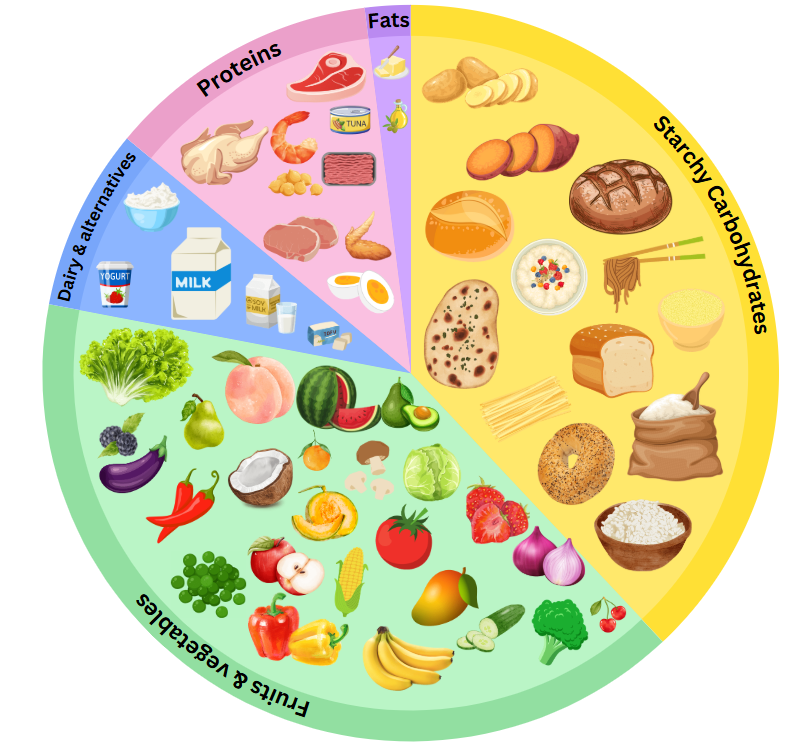 Fats
Proteins
Starchy Carbohydrates
Dairy & alternatives
Fruits & vegetables
TUNA
YOGURT
MILK
SOY
MILK
TOFU